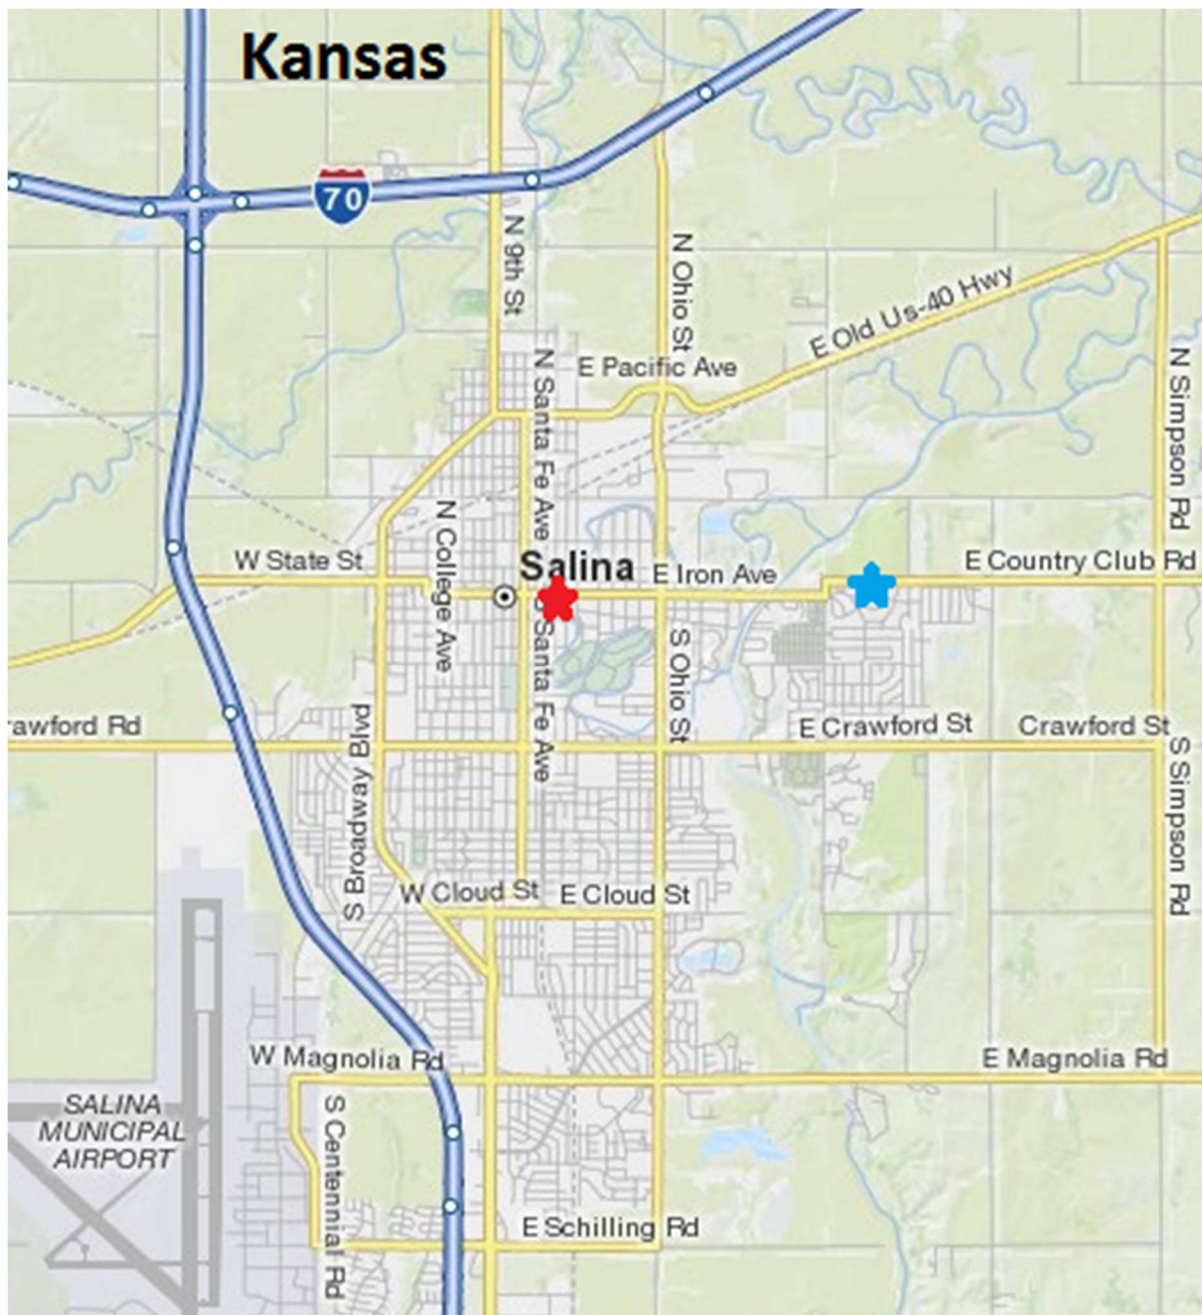 Kansas
70
N 9th St
N Ohio St
E Old Us-40 Hwy
E Pacific Ave
N Santa Fe Ave
N Simpson Rd
N College Ave
W State St
Salina
E Iron Ave
E Country Club Rd
S Santa Fe Ave
S Ohio St
rawford Rd
S Broadway Blvd
E Crawford St
Crawford St
S Simpson Rd
W Cloud St
E Cloud St
W Magnolia Rd
E Magnolia Rd
SALINA
MUNICIPAL
AIRPORT
S Centennial Rd
E Schilling Rd